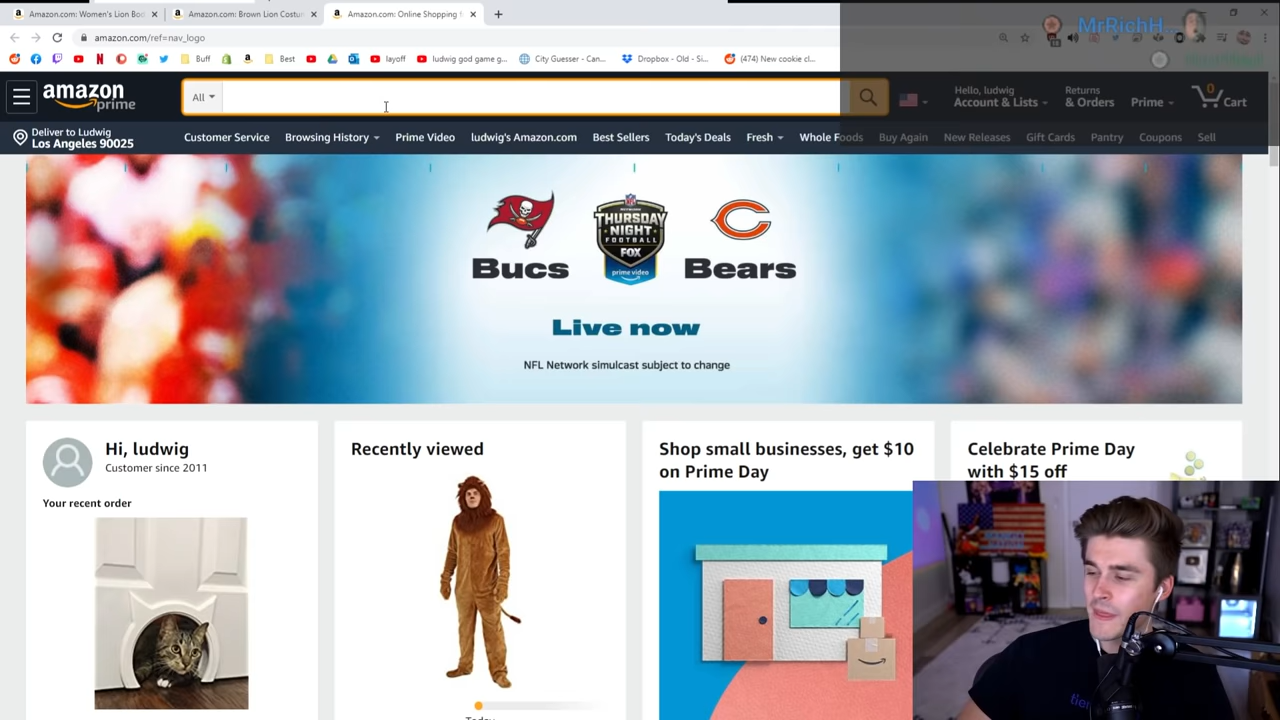 Amazon.com: Women's Lion Bod
Amazon.com: Brown Lion Costum
Amazon.com: Online Shopping f
amazon.com/ref=nav_logo
MrRichH...
Buff
Best
layoff
ludwig god game g...
City Guesser - Can...
Dropbox - Old - Si...
(474) New cookie cl...
amazon prime
All
Hello, ludwig
Account & Lists
Returns
& Orders
Prime
0
Cart
Deliver to Ludwig
Los Angeles 90025
Customer Service
Browsing History
Prime Video
ludwig's Amazon.com
Best Sellers
Today's Deals
Fresh
Whole Foods
Buy Again
New Releases
Gift Cards
Pantry
Coupons
Sell
Bucs
NFL
THURSDAY
NIGHT
FOOTBALL
FOX
prime video
Bears
Live now
NFL Network simulcast subject to change
Hi, ludwig
Customer since 2011
Your recent order
Recently viewed
Today
Shop small businesses, get $10
on Prime Day
Celebrate Prime Day
with $15 off